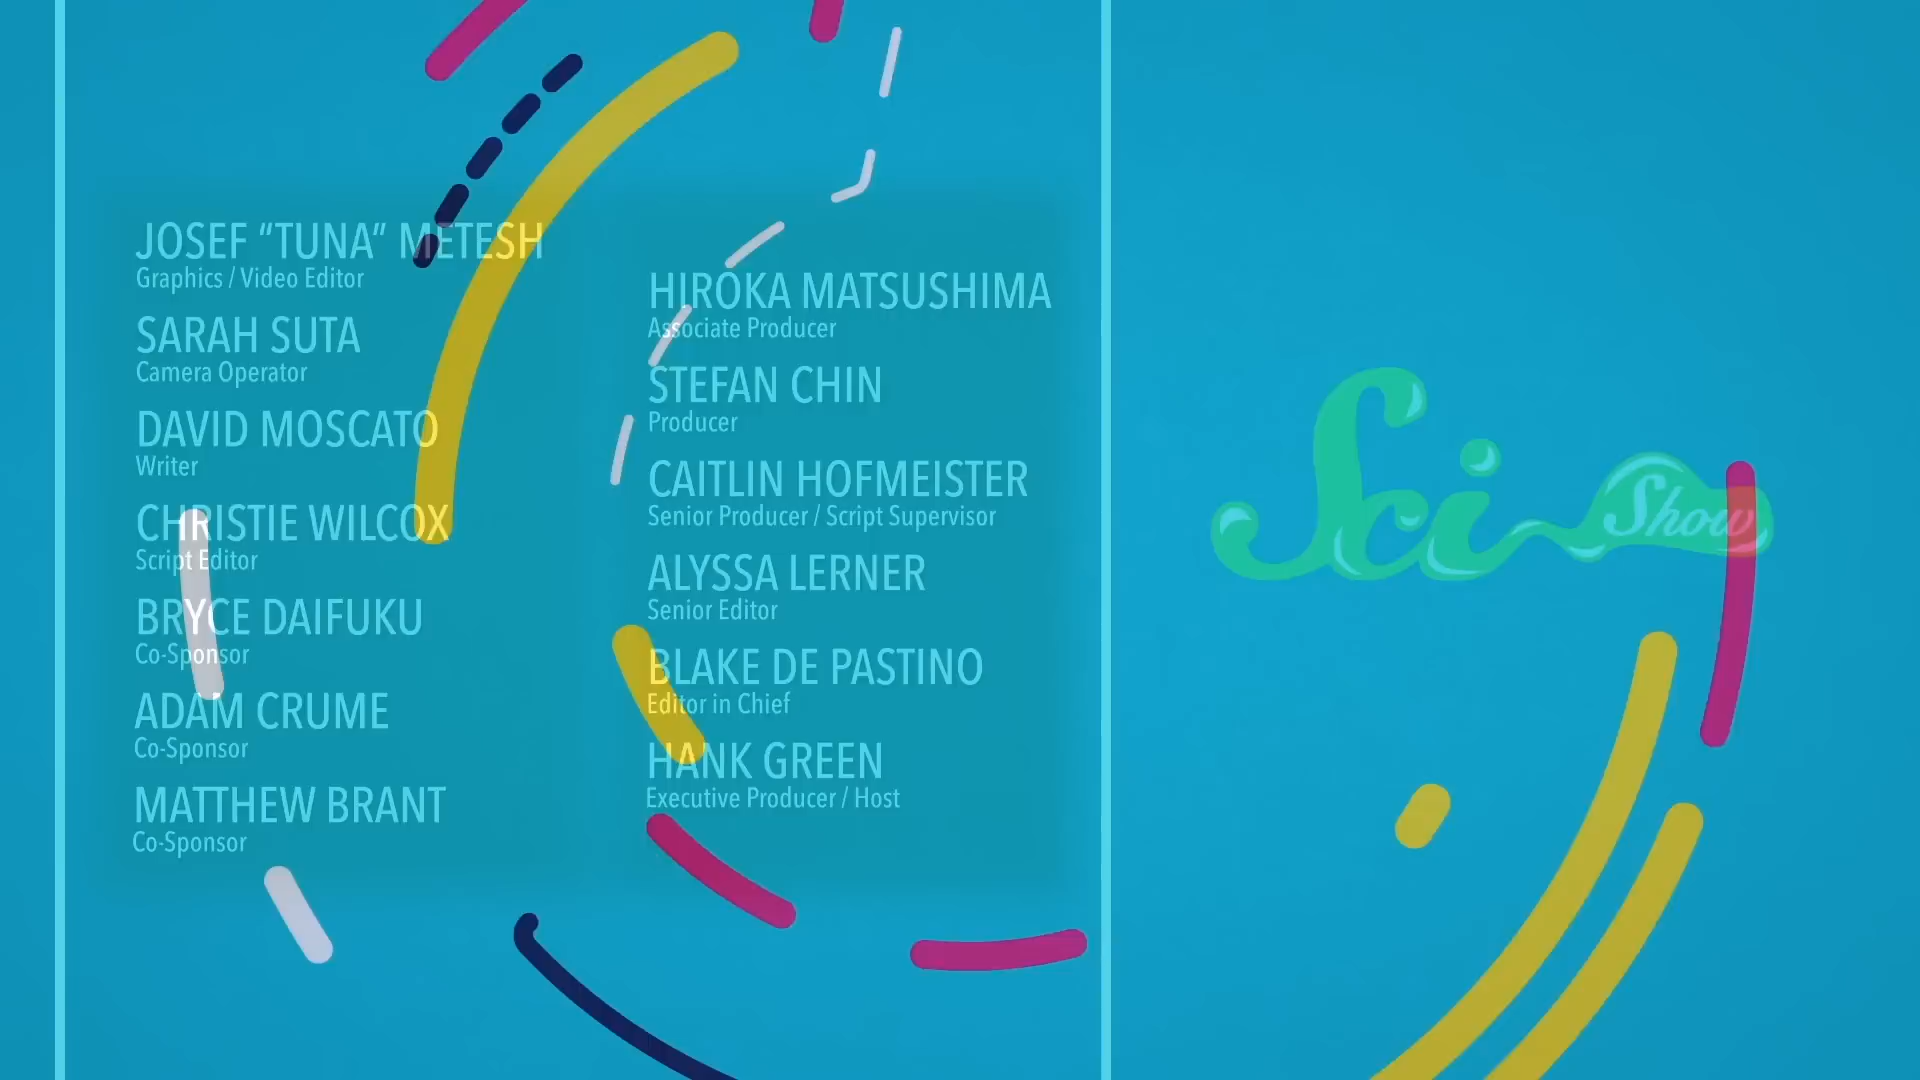 JOSEF “TUNA” METESH
Graphics / Video Editor
SARAH SUTA
Camera Operator
DAVID MOSCATO
Writer
CHRISTIE WILCOX
Script Editor
BRYCE DAIFUKU
Co-Sponsor
ADAM CRUME
Co-Sponsor
MATTHEW BRANT
Co-Sponsor
HIROKA MATSUSHIMA
Associate Producer
STEFAN CHIN
Producer
CAITLIN HOFMEISTER
Senior Producer / Script Supervisor
ALYSSA LERNER
Senior Editor
BLAKE DE PASTINO
Editor in Chief
HANK GREEN
Executive Producer / Host
Sci Show